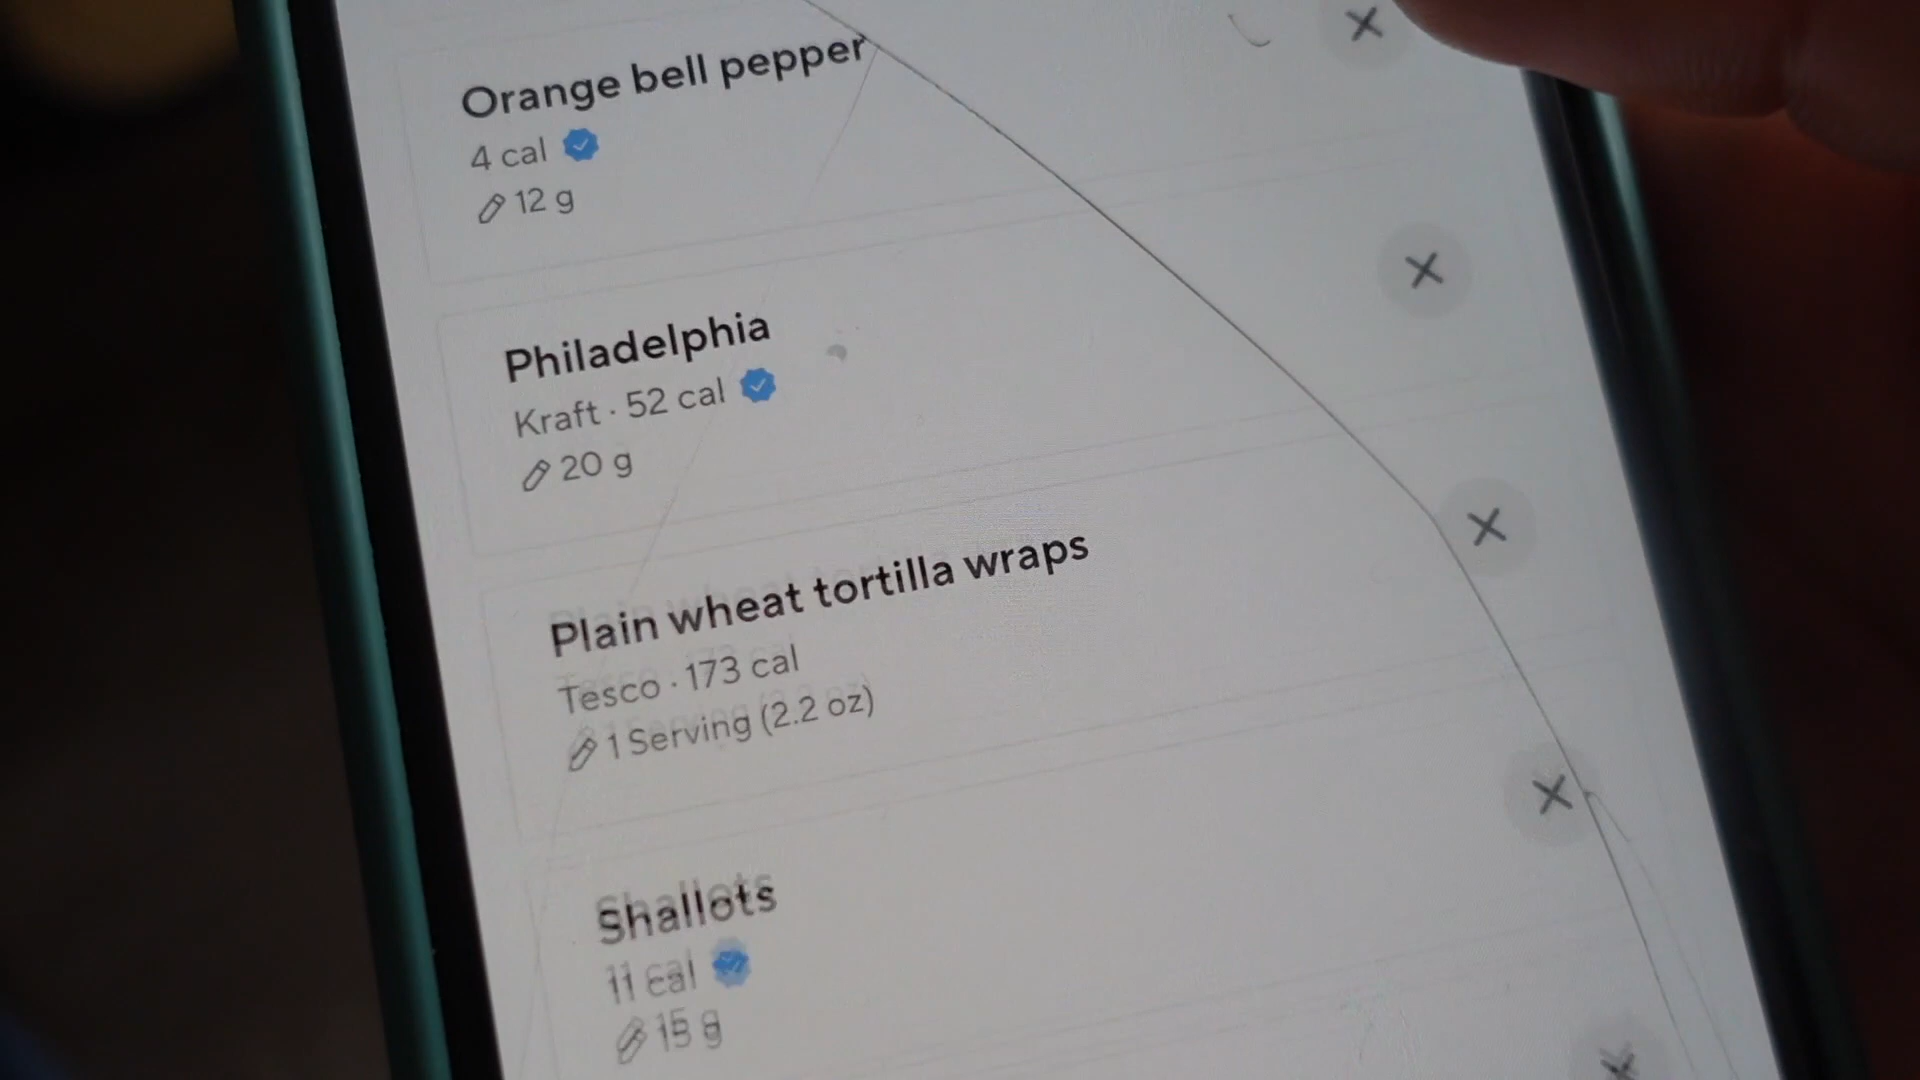 Orange bell pepper
4 cal
12 g
Philadelphia
Kraft · 52 cal
20 g
Plain wheat tortilla wraps
Tesco · 173 cal
1 Serving (2.2 oz)
Shallots
11 cal
15 g